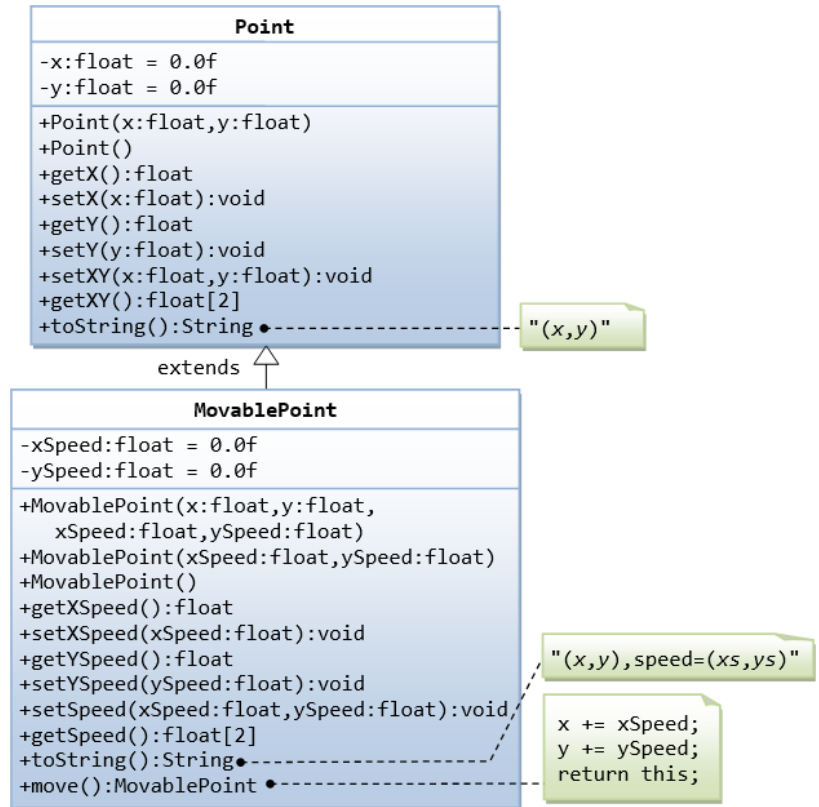 Point
-x:float = 0.0f
-y:float = 0.0f
+Point(x:float,y:float)
+Point()
+getX():float
+setX(x:float):void
+getY():float
+setY(y:float):void
+setXY(x:float,y:float):void
+getXY():float[2]
+toString():String
"(x,y)"
extends
MovablePoint
-xSpeed:float = 0.0f
-ySpeed:float = 0.0f
+MovablePoint(x:float,y:float,
xSpeed:float,ySpeed:float)
+MovablePoint(xSpeed:float,ySpeed:float)
+MovablePoint()
+getXSpeed():float
+setXSpeed(xSpeed:float):void
+getYSpeed():float
+setYSpeed(ySpeed:float):void
+setSpeed(xSpeed:float,ySpeed:float):void
+getSpeed():float[2]
+toString():String
+move():MovablePoint
"(x,y),speed=(xs,ys)"
x += xSpeed;
y += ySpeed;
return this;